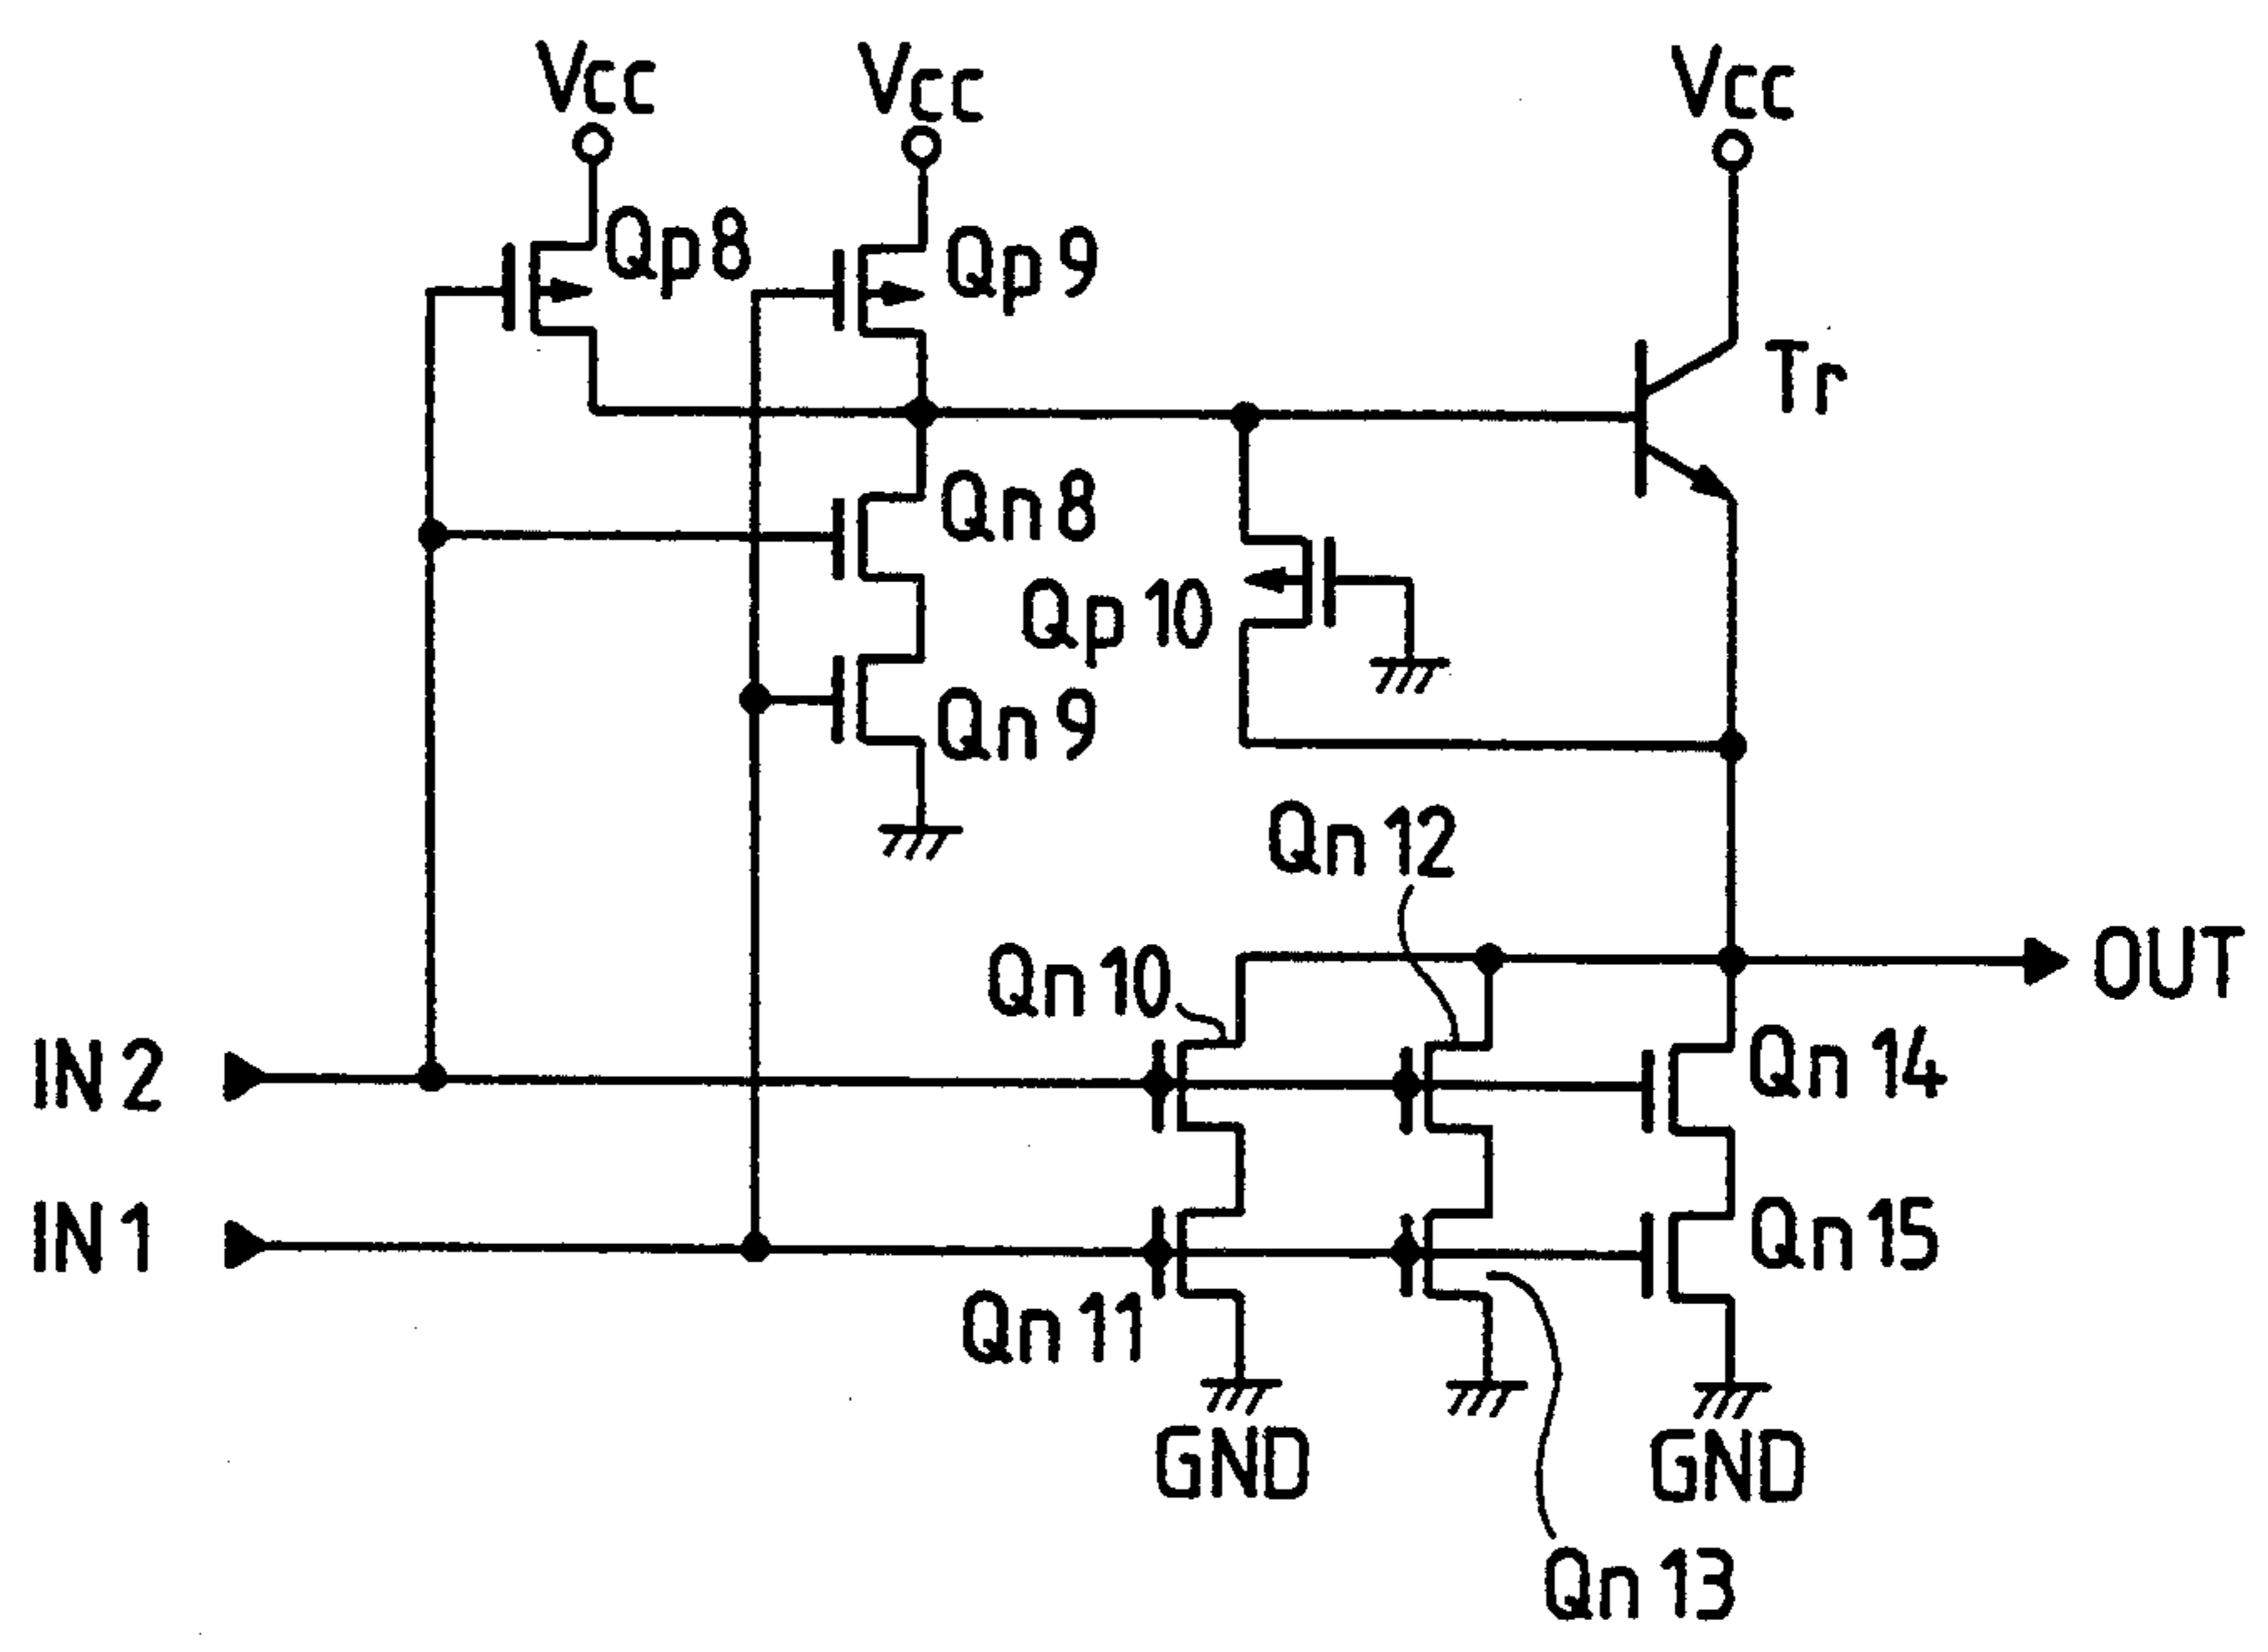 Vcc
Vcc
Vcc
Qp8
Qp9
Tr
Qn8
Qp10
Qn9
Qn12
Qn10
OUT
IN2
Qn14
IN1
Qn15
Qn11
GND
GND
Qn13